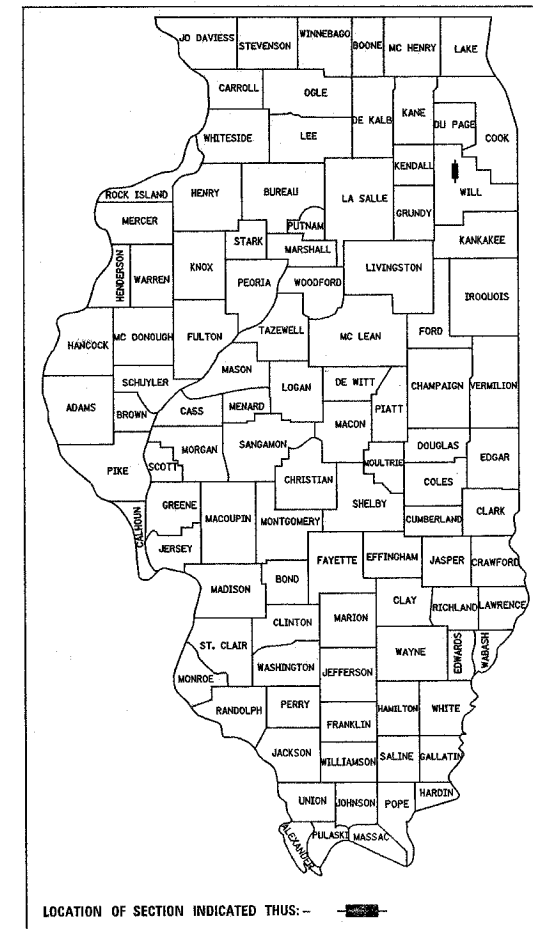 JO DAVIESS
STEVENSON
WINNEBAGO
BOONE
MC HENRY
LAKE
CARROLL
OGLE
DE KALB
KANE
DU PAGE
COOK
WHITESIDE
LEE
KENDALL
WILL
ROCK ISLAND
HENRY
BUREAU
LA SALLE
GRUNDY
MERCER
PUTNAM
KANKAKEE
STARK
MARSHALL
HENDERSON
WARREN
KNOX
PEORIA
WOODFORD
LIVINGSTON
IROQUOIS
HANCOCK
MC DONOUGH
FULTON
TAZEWELL
MC LEAN
FORD
SCHUYLER
MASON
LOGAN
DE WITT
CHAMPAIGN
VERMILION
ADAMS
BROWN
CASS
MENARD
PIATT
MACON
MORGAN
SANGAMON
DOUGLAS
EDGAR
PIKE
SCOTT
CHRISTIAN
MOULTRIE
COLES
CALHOUN
GREENE
MACOUPIN
MONTGOMERY
SHELBY
CUMBERLAND
CLARK
JERSEY
FAYETTE
EFFINGHAM
JASPER
CRAWFORD
MADISON
BOND
CLAY
RICHLAND
LAWRENCE
CLINTON
MARION
ST. CLAIR
WAYNE
EDWARDS
WABASH
WASHINGTON
JEFFERSON
MONROE
RANDOLPH
PERRY
HAMILTON
WHITE
FRANKLIN
JACKSON
WILLIAMSON
SALINE
GALLATIN
UNION
JOHNSON
POPE
HARDIN
ALEXANDER
PULASKI
MASSAC
LOCATION OF SECTION INDICATED THUS: -